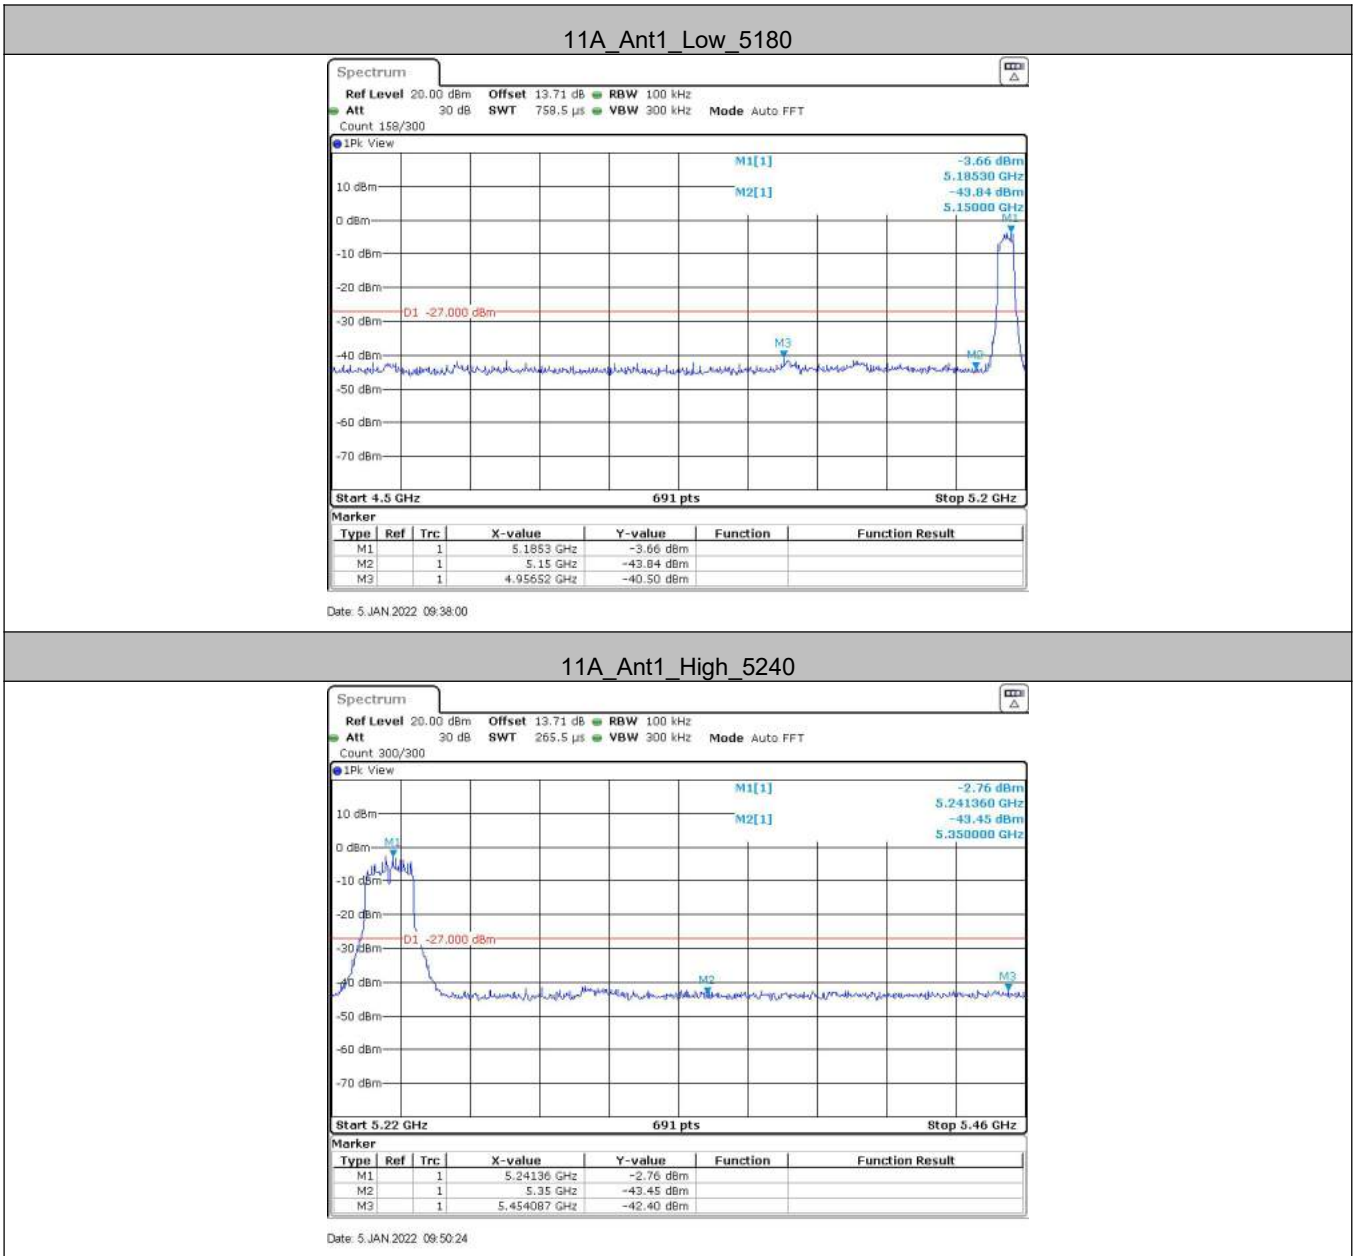 11A_Ant1_Low_5180
Spectrum
Ref Level 20.00 dBm Offset 13.71 dB RBW 100 kHz
Att 30 dB SWT 758.5 µs VBW 300 kHz Mode Auto FFT
Count 158/300
1Pk View
M1[1] -3.66 dBm
5.18530 GHz
M2[1] -43.84 dBm
5.15000 GHz
M1
10 dBm
0 dBm
-10 dBm
-20 dBm
D1 -27.000 dBm
-30 dBm
M3
-40 dBm
M2
-50 dBm
-60 dBm
-70 dBm
Start 4.5 GHz 691 pts Stop 5.2 GHz
Marker
Type Ref Trc X-value Y-value Function Function Result
M1 1 5.1853 GHz -3.66 dBm
M2 1 5.15 GHz -43.84 dBm
M3 1 4.95652 GHz -40.50 dBm
Date: 5.JAN.2022 09:38:00
11A_Ant1_High_5240
Spectrum
Ref Level 20.00 dBm Offset 13.71 dB RBW 100 kHz
Att 30 dB SWT 265.5 µs VBW 300 kHz Mode Auto FFT
Count 300/300
1Pk View
M1[1] -2.76 dBm
5.241360 GHz
M2[1] -43.45 dBm
5.350000 GHz
10 dBm
0 dBm
M1
-10 dBm
-20 dBm
D1 -27.000 dBm
-30 dBm
M2
M3
-40 dBm
-50 dBm
-60 dBm
-70 dBm
Start 5.22 GHz 691 pts Stop 5.46 GHz
Marker
Type Ref Trc X-value Y-value Function Function Result
M1 1 5.24136 GHz -2.76 dBm
M2 1 5.35 GHz -43.45 dBm
M3 1 5.454087 GHz -42.40 dBm
Date: 5.JAN.2022 09:50:24